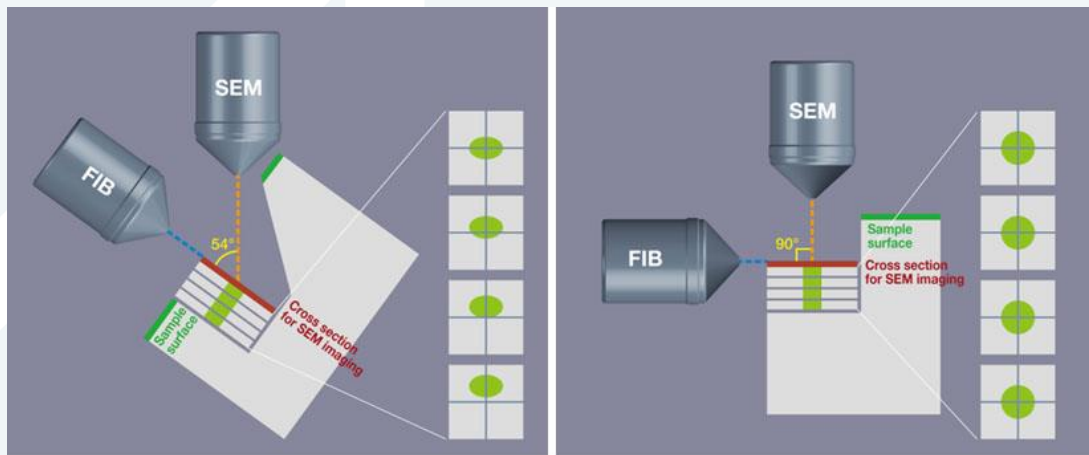 SEM
FIB
54°
Sample
surface
Cross section
for SEM imaging
SEM
FIB
90°
Sample
surface
Cross section
for SEM imaging